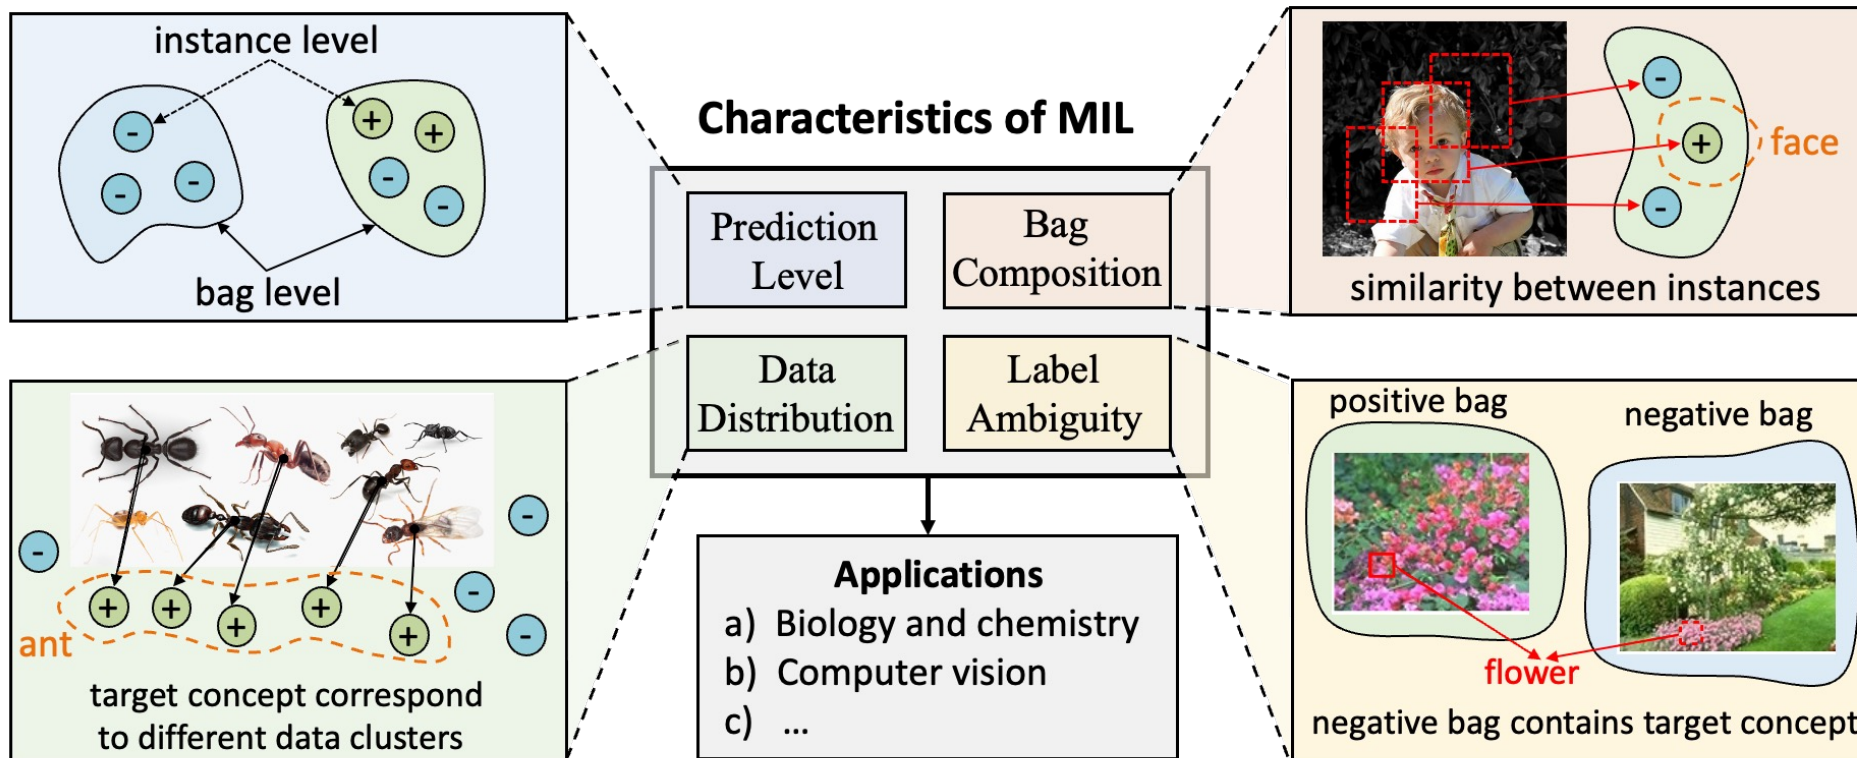 instance level
-
+
+
-
-
-
-
-
bag level
Characteristics of MIL
Prediction
Level
Bag
Composition
Data
Distribution
Label
Ambiguity
-
+
-
face
similarity between instances
-
-
-
-
+
+
+
+
+
ant
target concept correspond
to different data clusters
Applications
a) Biology and chemistry
b) Computer vision
c) ...
positive bag
negative bag
flower
negative bag contains target concept